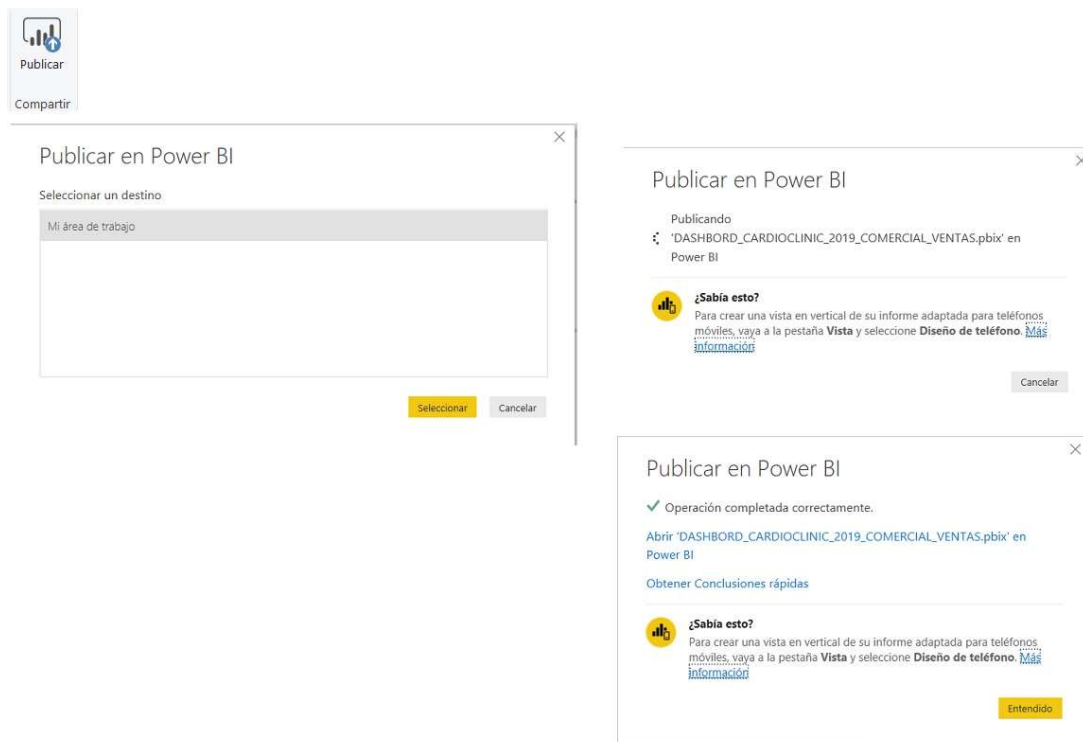 Publicar
Compartir
Publicar en Power BI
Seleccionar un destino
Mi área de trabajo
Seleccionar
Cancelar
Publicar en Power BI
Publicando
'DASHBORD_CARDIOCLINIC_2019_COMERCIAL_VENTAS.pbix' en
Power BI
¿Sabía esto?
Para crear una vista en vertical de su informe adaptada para teléfonos
móviles, vaya a la pestaña Vista y seleccione Diseño de teléfono. Más
información
Cancelar
Publicar en Power BI
Operación completada correctamente.
Abrir 'DASHBORD_CARDIOCLINIC_2019_COMERCIAL_VENTAS.pbix' en
Power BI
Obtener Conclusiones rápidas
¿Sabía esto?
Para crear una vista en vertical de su informe adaptada para teléfonos
móviles, vaya a la pestaña Vista y seleccione Diseño de teléfono. Más
información
Entendido